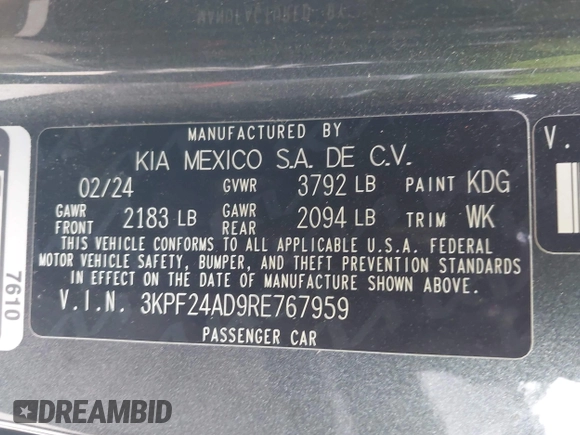 MANUFACTURED BY
KIA MEXICO S.A. DE C.V.
02/24 GVWR 3792 LB PAINT KDG
GAWR FRONT 2183 LB GAWR REAR 2094 LB TRIM WK
THIS VEHICLE CONFORMS TO ALL APPLICABLE U.S.A. FEDERAL
MOTOR VEHICLE SAFETY, BUMPER, AND THEFT PREVENTION STANDARDS
IN EFFECT ON THE DATE OF MANUFACTURE SHOWN ABOVE.
V.I.N. 3KPF24AD9RE767959
PASSENGER CAR
7610
V.
DREAMBID